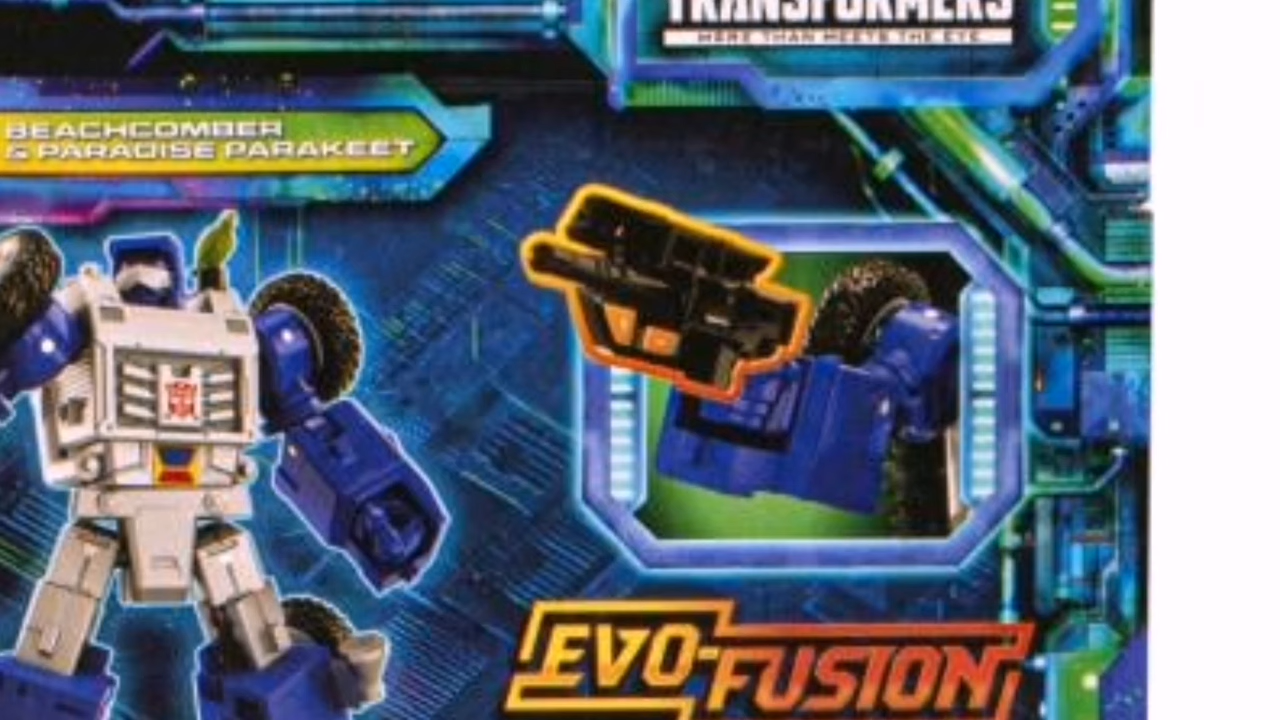 TRANSFORMERS
MORE THAN MEETS THE EYE
BEACHCOMBER
& PARADISE PARAKEET
EVO-
FUSION